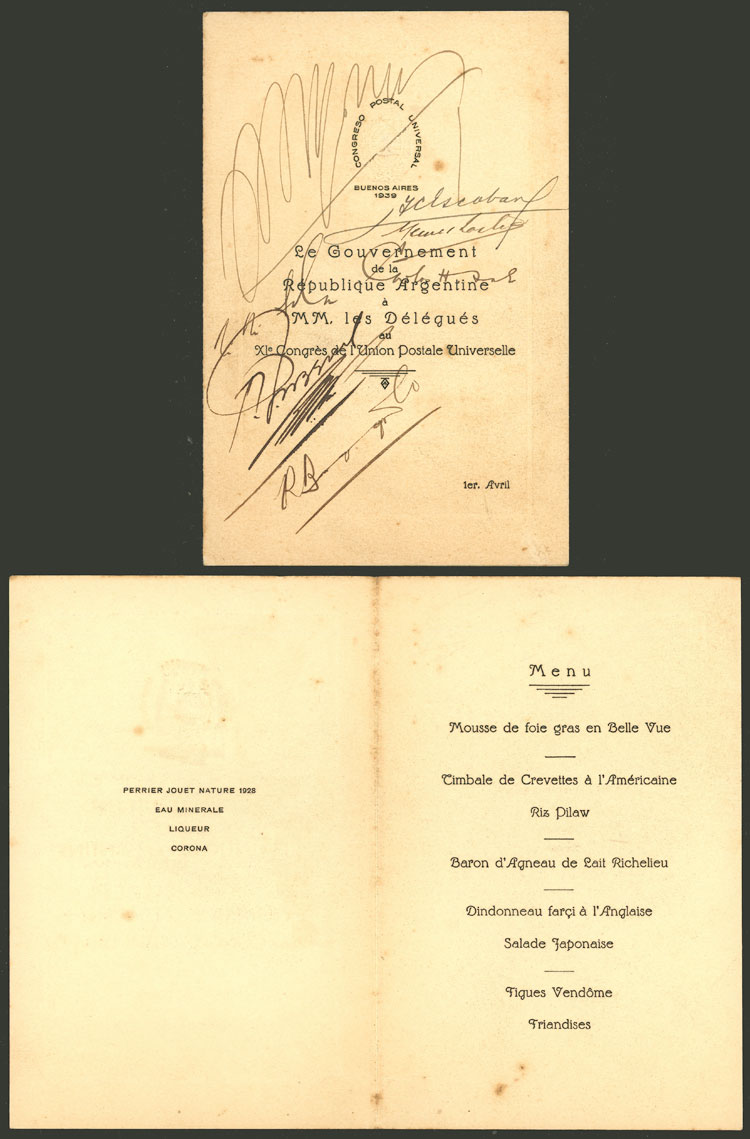 CONGRESO POSTAL UNIVERSAL
BUENOS AIRES
1939
JCEscobar
Le Gouvernement
de la
République Argentine
à
MM. les Délégués
au
XIe Congrès de l'Union Postale Universelle
1er. Avril
PERRIER JOUET NATURE 1928
EAU MINERALE
LIQUEUR
CORONA
Menu
Mousse de foie gras en Belle Vue
Timbale de Crevettes à l'Américaine
Riz Pilaw
Baron d'Agneau de Lait Richelieu
Dindonneau farçi à l'Anglaise
Salade Japonaise
Figues Vendôme
Friandises